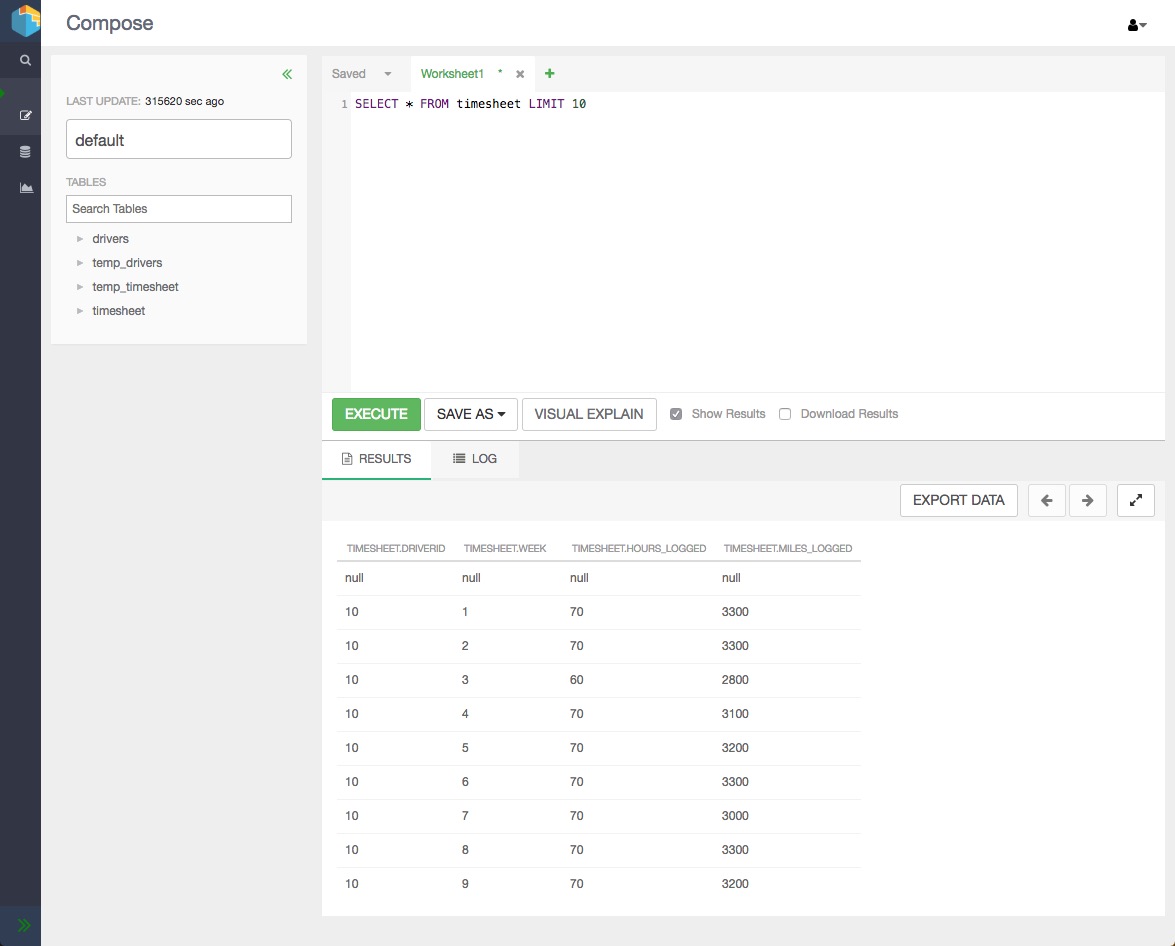 Compose
LAST UPDATE: 315620 sec ago
default
TABLES
Search Tables
drivers
temp_drivers
temp_timesheet
timesheet
Saved Worksheet1 *
1 SELECT * FROM timesheet LIMIT 10
EXECUTE SAVE AS VISUAL EXPLAIN Show Results Download Results
RESULTS LOG
EXPORT DATA
TIMESHEET.DRIVERID TIMESHEET.WEEK TIMESHEET.HOURS_LOGGED TIMESHEET.MILES_LOGGED
null null null null
10 1 70 3300
10 2 70 3300
10 3 60 2800
10 4 70 3100
10 5 70 3200
10 6 70 3300
10 7 70 3000
10 8 70 3300
10 9 70 3200